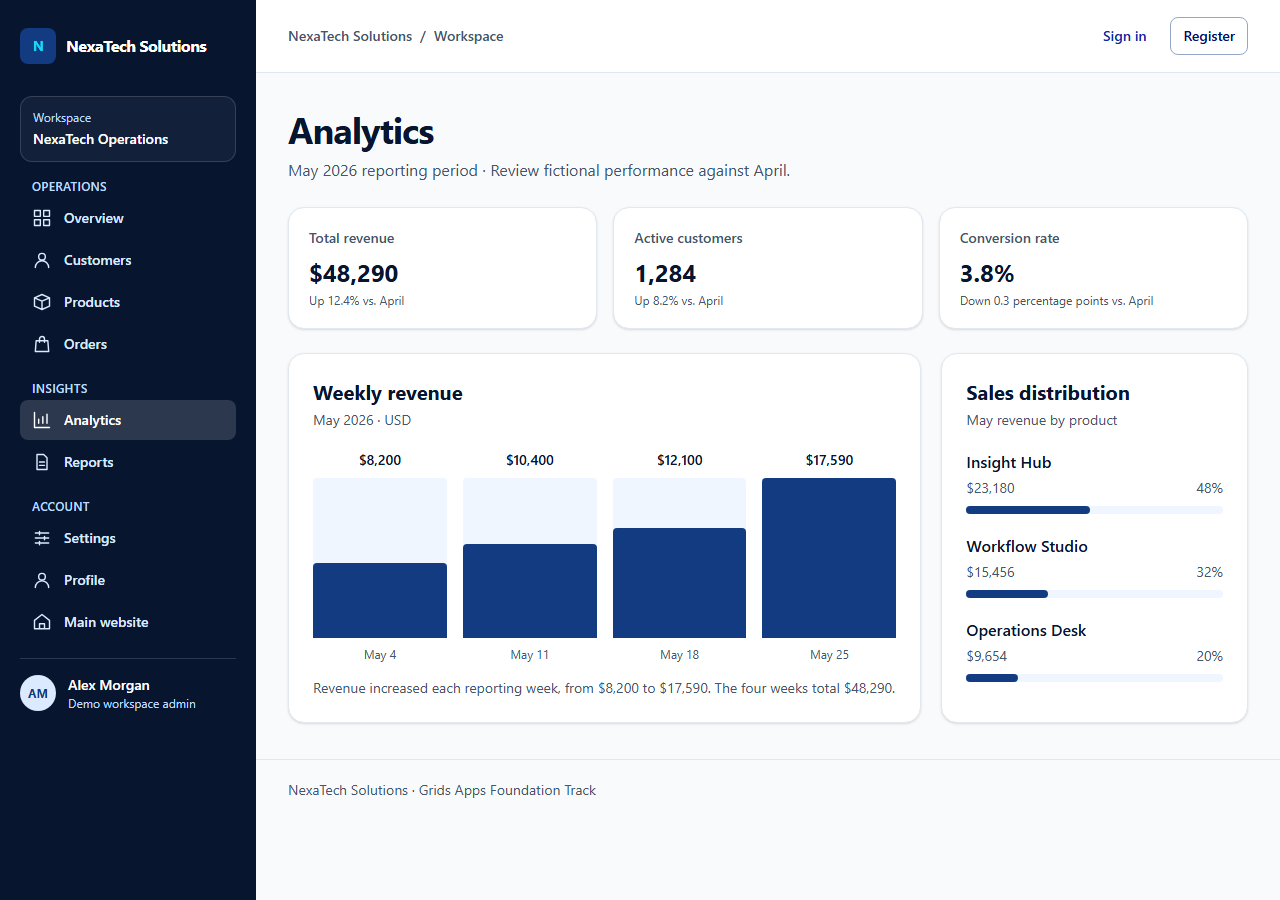 N
NexaTech Solutions
Workspace
NexaTech Operations
OPERATIONS
Overview
Customers
Products
Orders
INSIGHTS
Analytics
Reports
ACCOUNT
Settings
Profile
Main website
AM
Alex Morgan
Demo workspace admin
NexaTech Solutions / Workspace
Sign in
Register
Analytics
May 2026 reporting period · Review fictional performance against April.
Total revenue
$48,290
Up 12.4% vs. April
Active customers
1,284
Up 8.2% vs. April
Conversion rate
3.8%
Down 0.3 percentage points vs. April
Weekly revenue
May 2026 · USD
$8,200
$10,400
$12,100
$17,590
May 4
May 11
May 18
May 25
Revenue increased each reporting week, from $8,200 to $17,590. The four weeks total $48,290.
Sales distribution
May revenue by product
Insight Hub
$23,180 48%
Workflow Studio
$15,456 32%
Operations Desk
$9,654 20%
NexaTech Solutions · Grids Apps Foundation Track